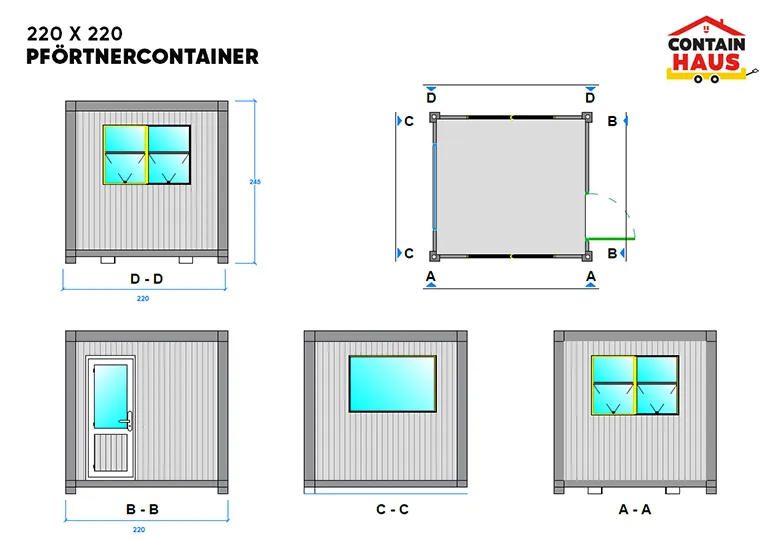 220 X 220
PFÖRTNERCONTAINER
CONTAIN
HAUS
245
D - D
220
D D
C B
C B
A A
B - B
220
C - C
A - A